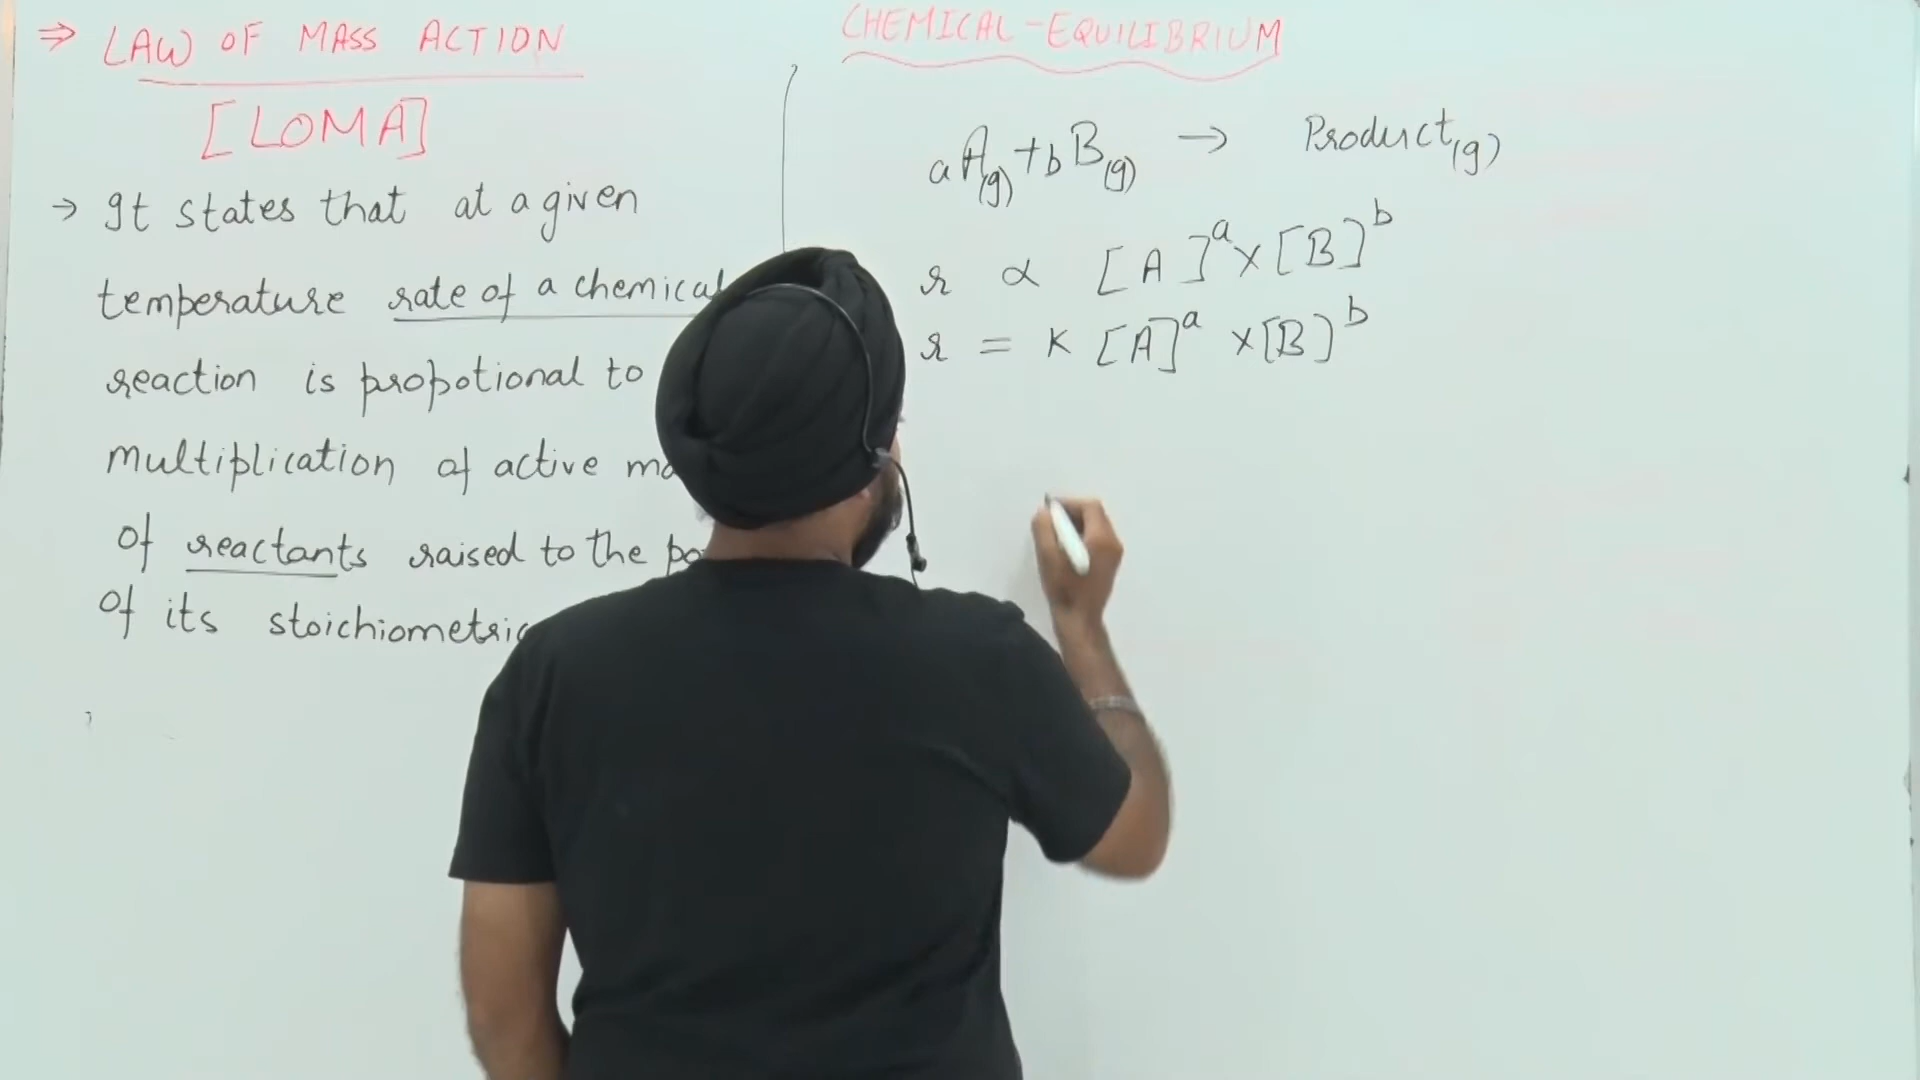 ⇒ LAW OF MASS ACTION
[LOMA]
→ It states that at a given
temperature rate of a chemical
reaction is propotional to
multiplication of active
of reactants raised to the
of its stoichiometric
CHEMICAL-EQUILIBRIUM
aA(g) + bB(g) → Product(g)
r ∝ [A]^a × [B]^b
r = K [A]^a × [B]^b